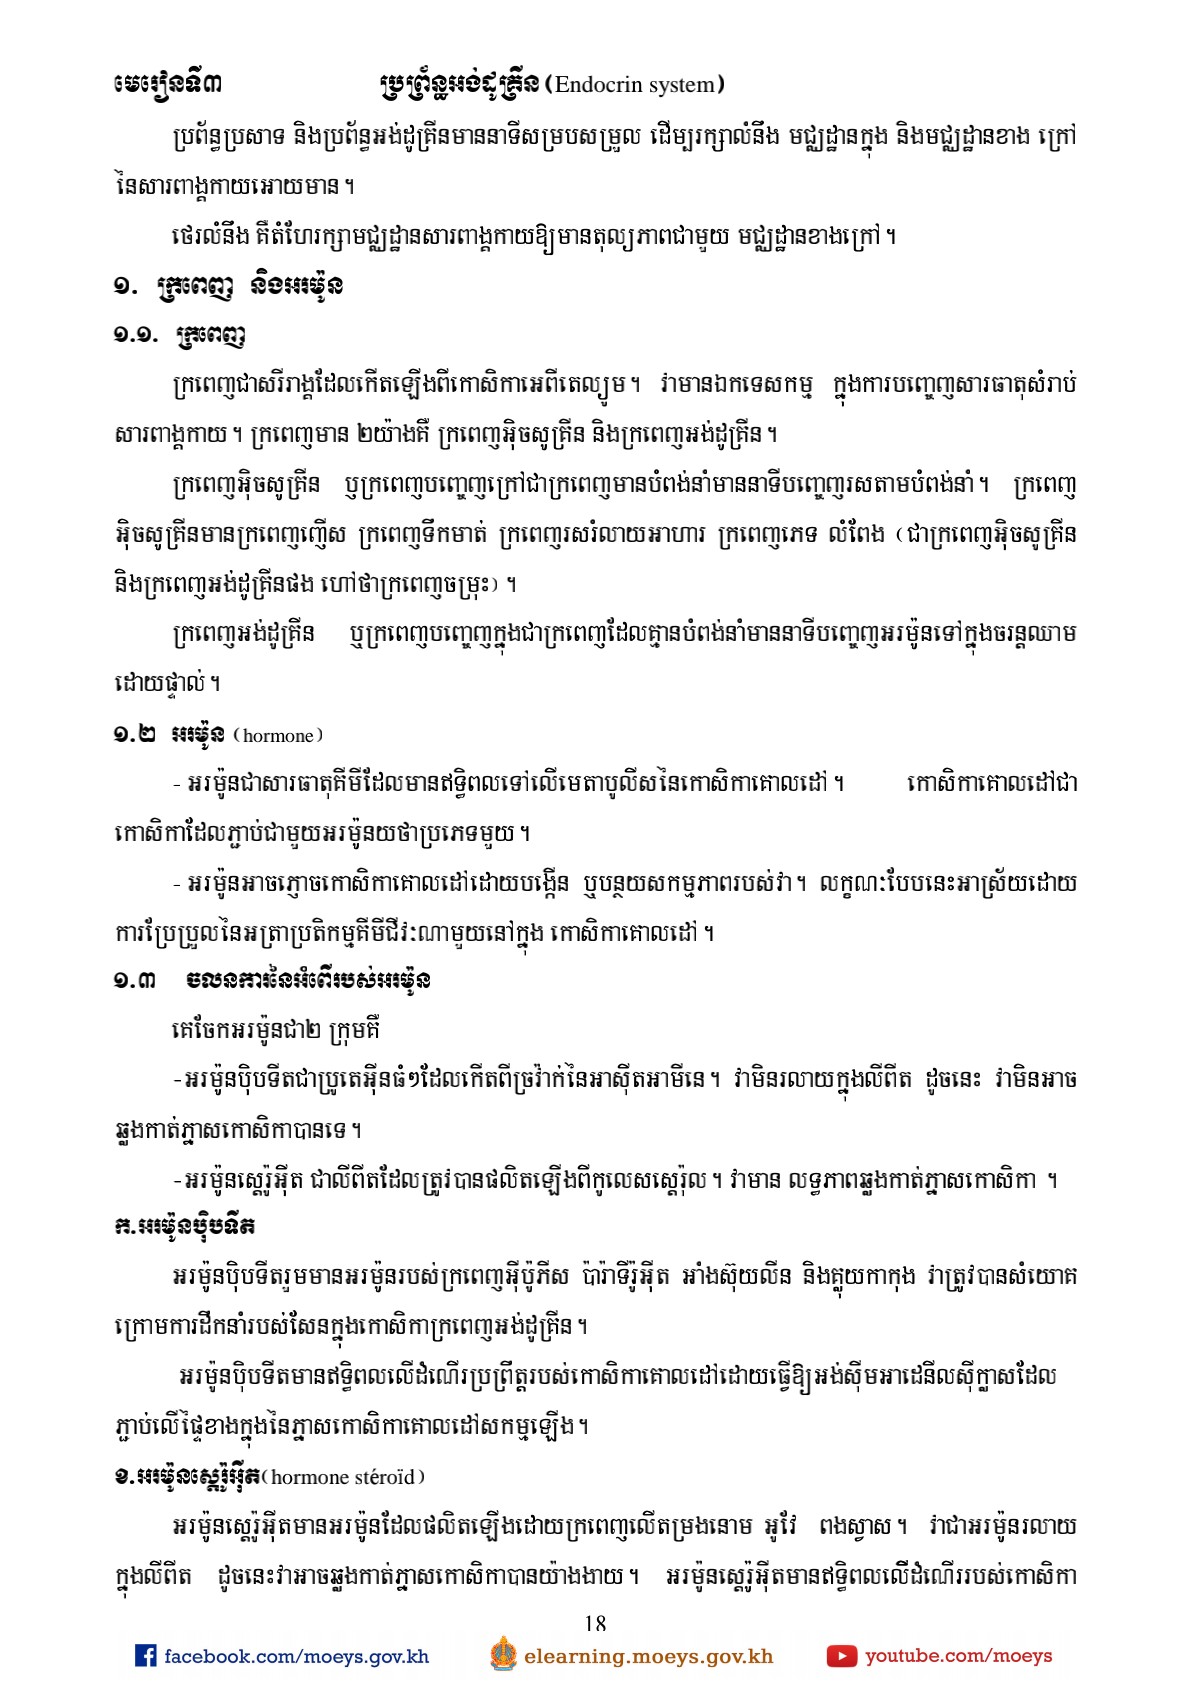 មេរៀនទី៣ ប្រព្រ័ន្ធអង់ដូគ្រីន (Endocrin system)
ប្រព័ន្ធប្រសាទ និងប្រព័ន្ធអង់ដូគ្រីនមាននាទីសម្របសម្រួល ដើម្បរក្សាលំនឹង មជ្ឈដ្ឋានក្នុង និងមជ្ឈដ្ឋានខាង ក្រៅ
នៃសារពាង្គកាយអោយមាន។
ថេរលំនឹង គឺតំហែរក្សាមជ្ឈដ្ឋានសារពាង្គកាយឱ្យមានតុល្យភាពជាមួយ មជ្ឈដ្ឋានខាងក្រៅ។
១. ក្រពេញ និងអរម៉ូន
១.១. ក្រពេញ
ក្រពេញជាសរីរាង្គដែលកើតឡើងពីកោសិកាអេពីតេល្យូម។ វាមានឯកទេសកម្ម ក្នុងការបញ្ចេញសារធាតុសំរាប់
សារពាង្គកាយ។ ក្រពេញមាន ២យ៉ាងគឺ ក្រពេញអ៊ិចសូគ្រីន និងក្រពេញអង់ដូគ្រីន។
ក្រពេញអ៊ិចសូគ្រីន ឬក្រពេញបញ្ចេញក្រៅជាក្រពេញមានបំពង់នាំមាននាទីបញ្ចេញរសតាមបំពង់នាំ។ ក្រពេញ
អ៊ិចសូគ្រីនមានក្រពេញញើស ក្រពេញទឹកមាត់ ក្រពេញរសរំលាយអាហារ ក្រពេញភេទ លំពែង (ជាក្រពេញអ៊ិចសូគ្រីន
និងក្រពេញអង់ដូគ្រីនផង ហៅថាក្រពេញចម្រុះ) ។
ក្រពេញអង់ដូគ្រីន ឬក្រពេញបញ្ចេញក្នុងជាក្រពេញដែលគ្មានបំពង់នាំមាននាទីបញ្ចេញអរម៉ូនទៅក្នុងចរន្តឈាម
ដោយផ្ទាល់។
១.២ អរម៉ូន (hormone)
- អរម៉ូនជាសារធាតុគីមីដែលមានឥទ្ធិពលទៅលើមេតាបូលីសនៃកោសិកាគោលដៅ។ កោសិកាគោលដៅជា
កោសិកាដែលភ្ជាប់ជាមួយអរម៉ូនយថាប្រភេទមួយ។
- អរម៉ូនអាចភ្ញោចកោសិកាគោលដៅដោយបង្កើន ឬបន្ថយសកម្មភាពរបស់វា។ លក្ខណៈបែបនេះអាស្រ័យដោយ
ការប្រែប្រួលនៃអត្រាប្រតិកម្មគីមីជីវៈណាមួយនៅក្នុង កោសិកាគោលដៅ។
១.៣ ចលនការនៃអំពើរបស់អរម៉ូន
គេចែកអរម៉ូនជា២ ក្រុមគឺ
-អរម៉ូនប៉ិបទីតជាប្រូតេអ៊ីនធំៗដែលកើតពីច្រវ៉ាក់នៃអាស៊ីតអាមីនេ។ វាមិនរលាយក្នុងលីពីត ដូចនេះ វាមិនអាច
ឆ្លងកាត់ភ្នាសកោសិកាបានទេ។
-អរម៉ូនស្តេរ៉ូអ៊ីត ជាលីពីតដែលត្រូវបានផលិតឡើងពីកូលេសស្តេរ៉ុល។ វាមាន លទ្ធភាពឆ្លងកាត់ភ្នាសកោសិកា ។
ក.អរម៉ូនប៉ិបទីត
អរម៉ូនប៉ិបទីតរួមមានអរម៉ូនរបស់ក្រពេញអ៊ីប៉ូភីស ប៉ារ៉ាទីរ៉ូអ៊ីត អាំងស៊ុយលីន និងគ្លុយកាកុង វាត្រូវបានសំយោគ
ក្រោមការដឹកនាំរបស់សែនក្នុងកោសិកាក្រពេញអង់ដូគ្រីន។
អរម៉ូនប៉ិបទីតមានឥទ្ធិពលលើដំណើរប្រព្រឹត្តរបស់កោសិកាគោលដៅដោយធ្វើឱ្យអង់ស៊ីមអាដេនីលស៊ីក្លាសដែល
ភ្ជាប់លើផ្ទៃខាងក្នុងនៃភ្នាសកោសិកាគោលដៅសកម្មឡើង។
ខ.អរម៉ូនស្តេរ៉ូអ៊ីត(hormone stéroïd)
អរម៉ូនស្តេរ៉ូអ៊ីតមានអរម៉ូនដែលផលិតឡើងដោយក្រពេញលើតម្រងនោម អូវែ ពងស្វាស។ វាជាអរម៉ូនរលាយ
ក្នុងលីពីត ដូចនេះវាអាចឆ្លងកាត់ភ្នាសកោសិកាបានយ៉ាងងាយ។ អរម៉ូនស្តេរ៉ូអ៊ីតមានឥទ្ធិពលលើដំណើររបស់កោសិកា
18
facebook.com/moeys.gov.kh elearning.moeys.gov.kh youtube.com/moeys